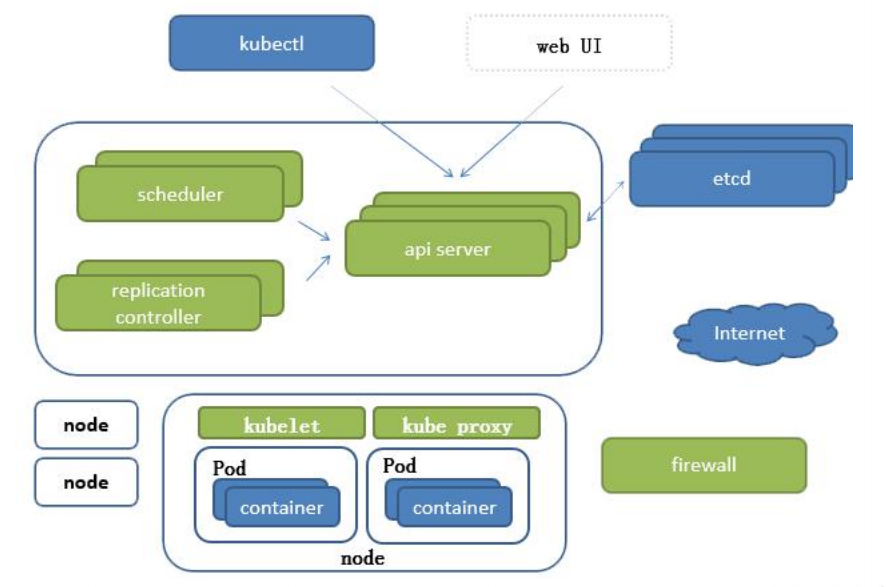 kubectl
web UI
scheduler
etcd
api server
replication
controller
Internet
node
node
kubelet
kube proxy
Pod
container
Pod
container
node
firewall